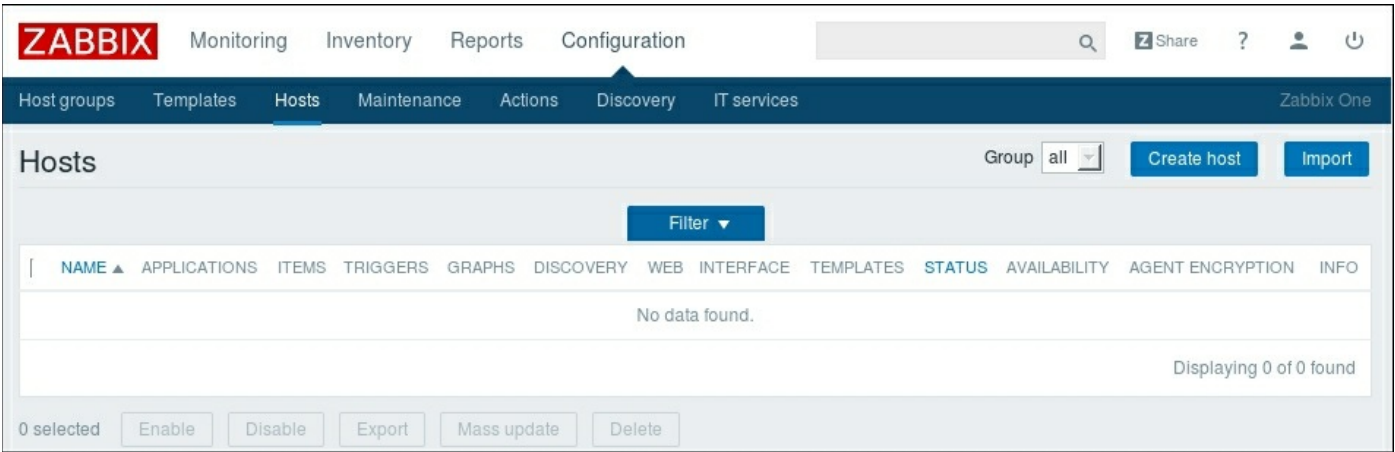 ZABBIX Monitoring Inventory Reports Configuration Z Share ?
Host groups Templates Hosts Maintenance Actions Discovery IT services Zabbix One
Hosts Group all Create host Import
Filter
NAME APPLICATIONS ITEMS TRIGGERS GRAPHS DISCOVERY WEB INTERFACE TEMPLATES STATUS AVAILABILITY AGENT ENCRYPTION INFO
No data found.
Displaying 0 of 0 found
0 selected Enable Disable Export Mass update Delete